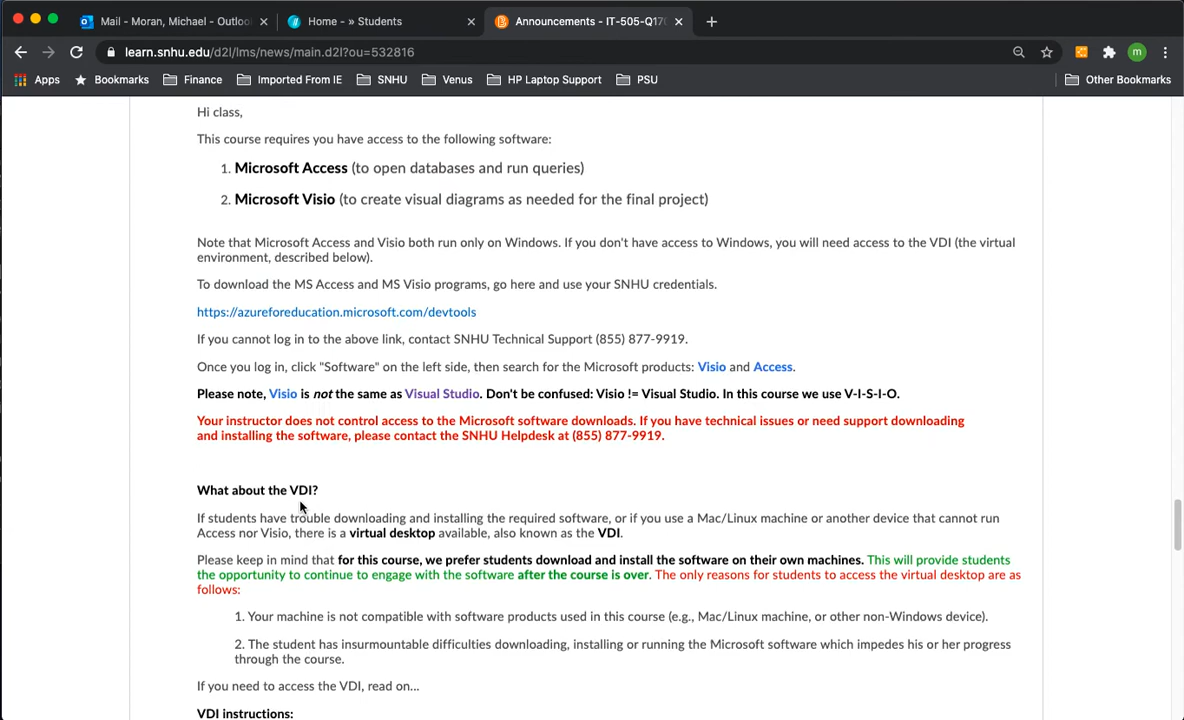 Mail - Moran, Michael - Outloo
Home - » Students
Announcements - IT-505-Q17
learn.snhu.edu/d2l/lms/news/main.d2l?ou=532816
m
Apps Bookmarks Finance Imported From IE SNHU Venus HP Laptop Support PSU Other Bookmarks
Hi class,
This course requires you have access to the following software:
1. Microsoft Access (to open databases and run queries)
2. Microsoft Visio (to create visual diagrams as needed for the final project)
Note that Microsoft Access and Visio both run only on Windows. If you don't have access to Windows, you will need access to the VDI (the virtual
environment, described below).
To download the MS Access and MS Visio programs, go here and use your SNHU credentials.
https://azureforeducation.microsoft.com/devtools
If you cannot log in to the above link, contact SNHU Technical Support (855) 877-9919.
Once you log in, click "Software" on the left side, then search for the Microsoft products: Visio and Access.
Please note, Visio is not the same as Visual Studio. Don't be confused: Visio != Visual Studio. In this course we use V-I-S-I-O.
Your instructor does not control access to the Microsoft software downloads. If you have technical issues or need support downloading
and installing the software, please contact the SNHU Helpdesk at (855) 877-9919.
What about the VDI?
If students have trouble downloading and installing the required software, or if you use a Mac/Linux machine or another device that cannot run
Access nor Visio, there is a virtual desktop available, also known as the VDI.
Please keep in mind that for this course, we prefer students download and install the software on their own machines. This will provide students
the opportunity to continue to engage with the software after the course is over. The only reasons for students to access the virtual desktop are as
follows:
1. Your machine is not compatible with software products used in this course (e.g., Mac/Linux machine, or other non-Windows device).
2. The student has insurmountable difficulties downloading, installing or running the Microsoft software which impedes his or her progress
through the course.
If you need to access the VDI, read on...
VDI instructions: